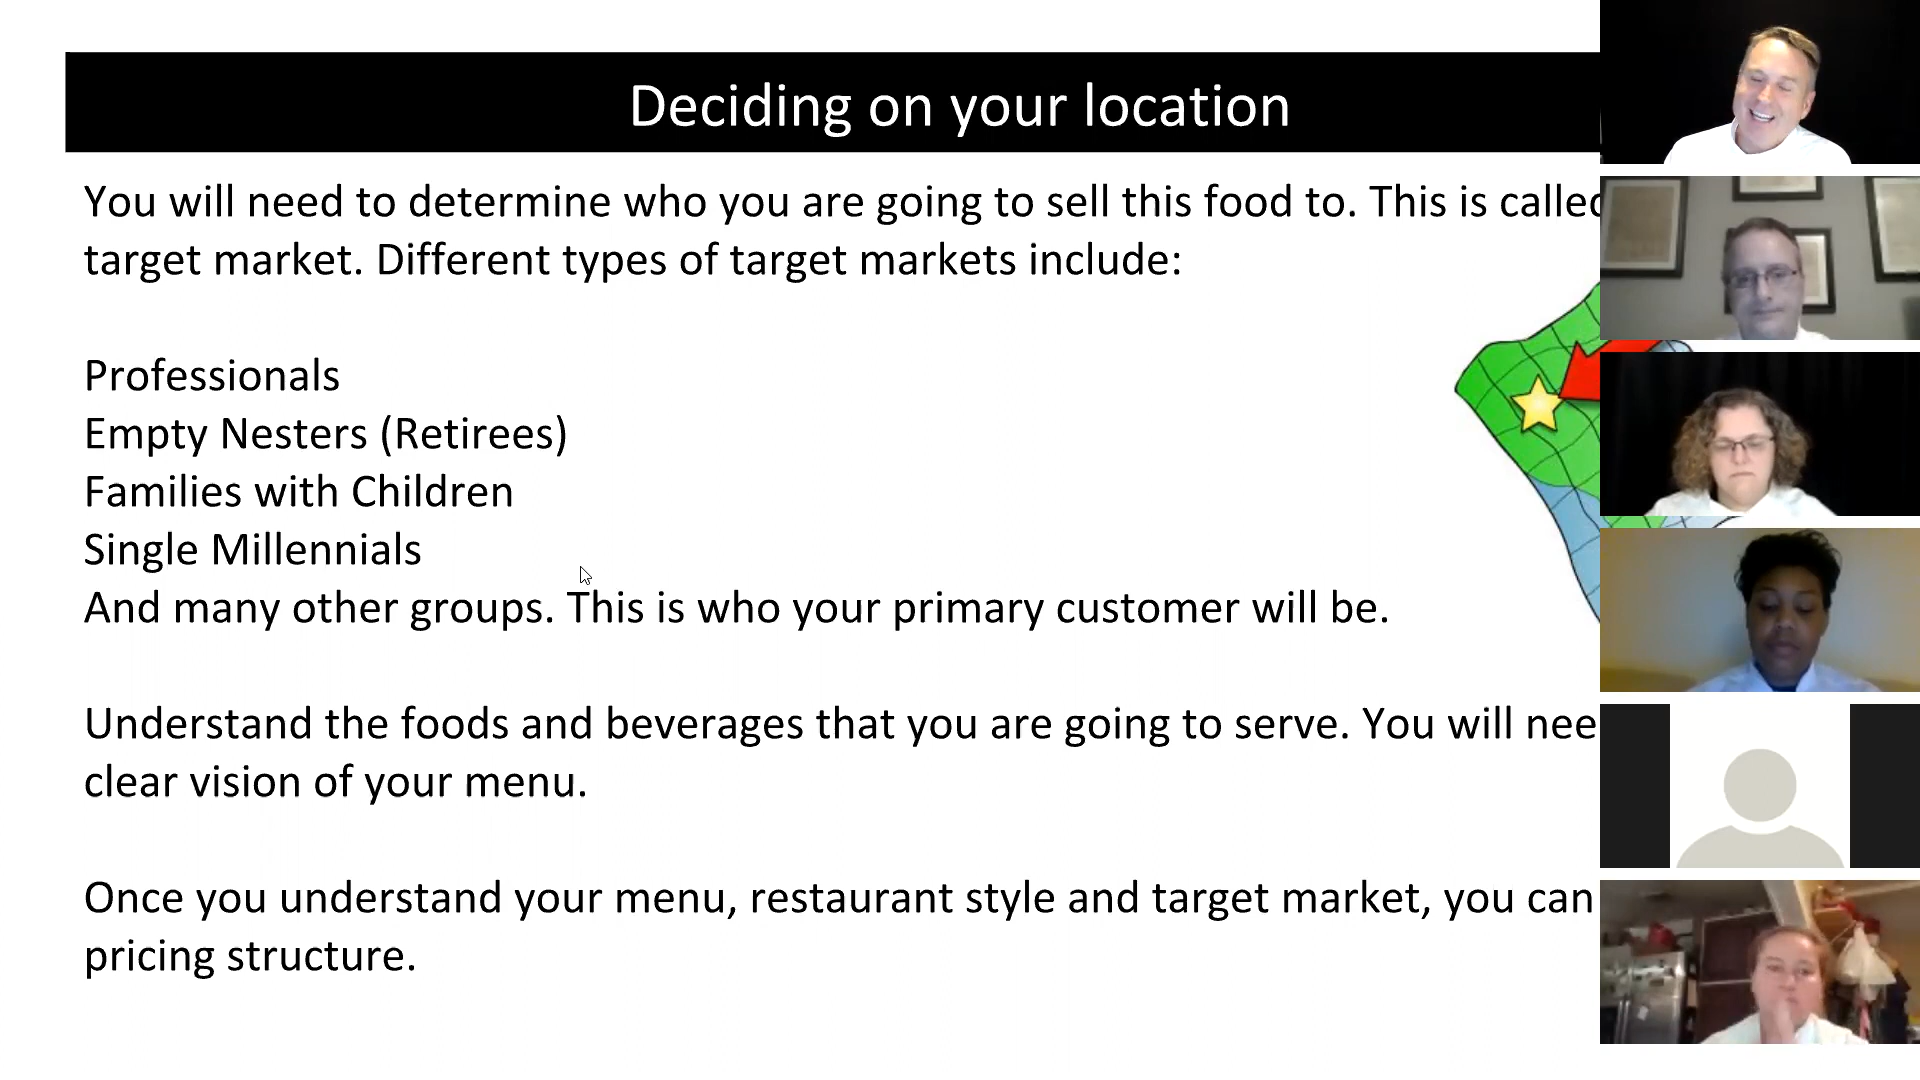 Deciding on your location
You will need to determine who you are going to sell this food to. This is called
target market. Different types of target markets include:
Professionals
Empty Nesters (Retirees)
Families with Children
Single Millennials
And many other groups. This is who your primary customer will be.
Understand the foods and beverages that you are going to serve. You will nee
clear vision of your menu.
Once you understand your menu, restaurant style and target market, you can
pricing structure.